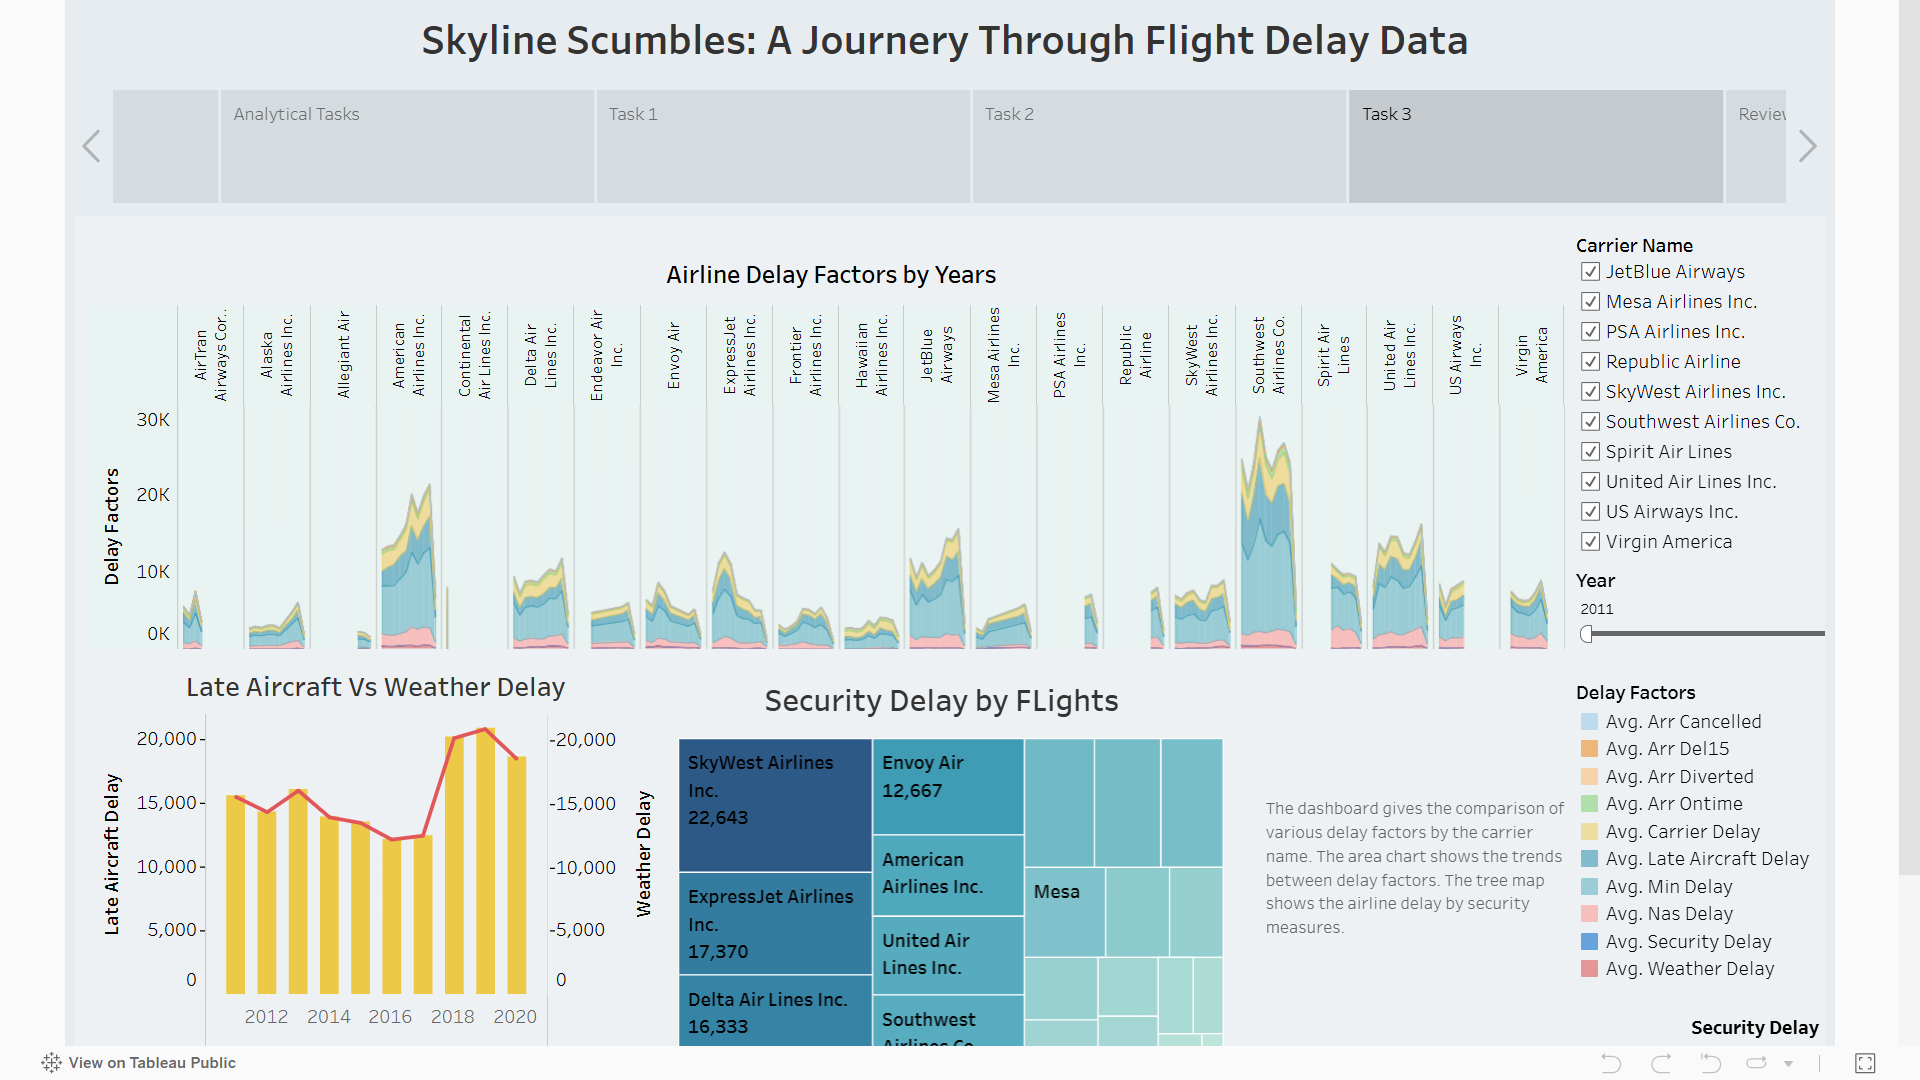 Skyline Scumbles: A Journery Through Flight Delay Data
Analytical Tasks
Task 1
Task 2
Task 3
Review
Airline Delay Factors by Years
AirTran
Airways Cor..
Alaska
Airlines Inc.
Allegiant Air
American
Airlines Inc.
Continental
Air Lines Inc.
Delta Air
Lines Inc.
Endeavor Air
Inc.
Envoy Air
ExpressJet
Airlines Inc.
Frontier
Airlines Inc.
Hawaiian
Airlines Inc.
JetBlue
Airways
Mesa Airlines
Inc.
PSA Airlines
Inc.
Republic
Airline
SkyWest
Airlines Inc.
Southwest
Airlines Co.
Spirit Air
Lines
United Air
Lines Inc.
US Airways
Inc.
Virgin
America
Delay Factors
30K
20K
10K
0K
Carrier Name
JetBlue Airways
Mesa Airlines Inc.
PSA Airlines Inc.
Republic Airline
SkyWest Airlines Inc.
Southwest Airlines Co.
Spirit Air Lines
United Air Lines Inc.
US Airways Inc.
Virgin America
Year
2011
Late Aircraft Vs Weather Delay
Late Aircraft Delay
20,000
15,000
10,000
5,000
0
20,000
15,000
10,000
5,000
0
Weather Delay
2012 2014 2016 2018 2020
Security Delay by FLights
SkyWest Airlines
Inc.
22,643
ExpressJet Airlines
Inc.
17,370
Delta Air Lines Inc.
16,333
Envoy Air
12,667
American
Airlines Inc.
United Air
Lines Inc.
Southwest
Airlines Co.
Mesa
The dashboard gives the comparison of
various delay factors by the carrier
name. The area chart shows the trends
between delay factors. The tree map
shows the airline delay by security
measures.
Delay Factors
Avg. Arr Cancelled
Avg. Arr Del15
Avg. Arr Diverted
Avg. Arr Ontime
Avg. Carrier Delay
Avg. Late Aircraft Delay
Avg. Min Delay
Avg. Nas Delay
Avg. Security Delay
Avg. Weather Delay
Security Delay
View on Tableau Public